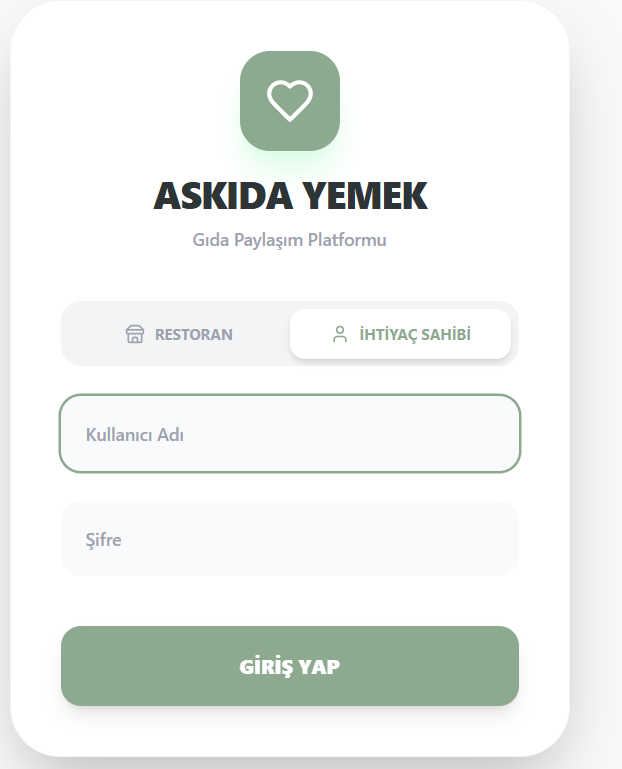 ASKIDA YEMEK
Gıda Paylaşım Platformu
RESTORAN İHTİYAÇ SAHİBİ
Kullanıcı Adı
Şifre
GİRİŞ YAP